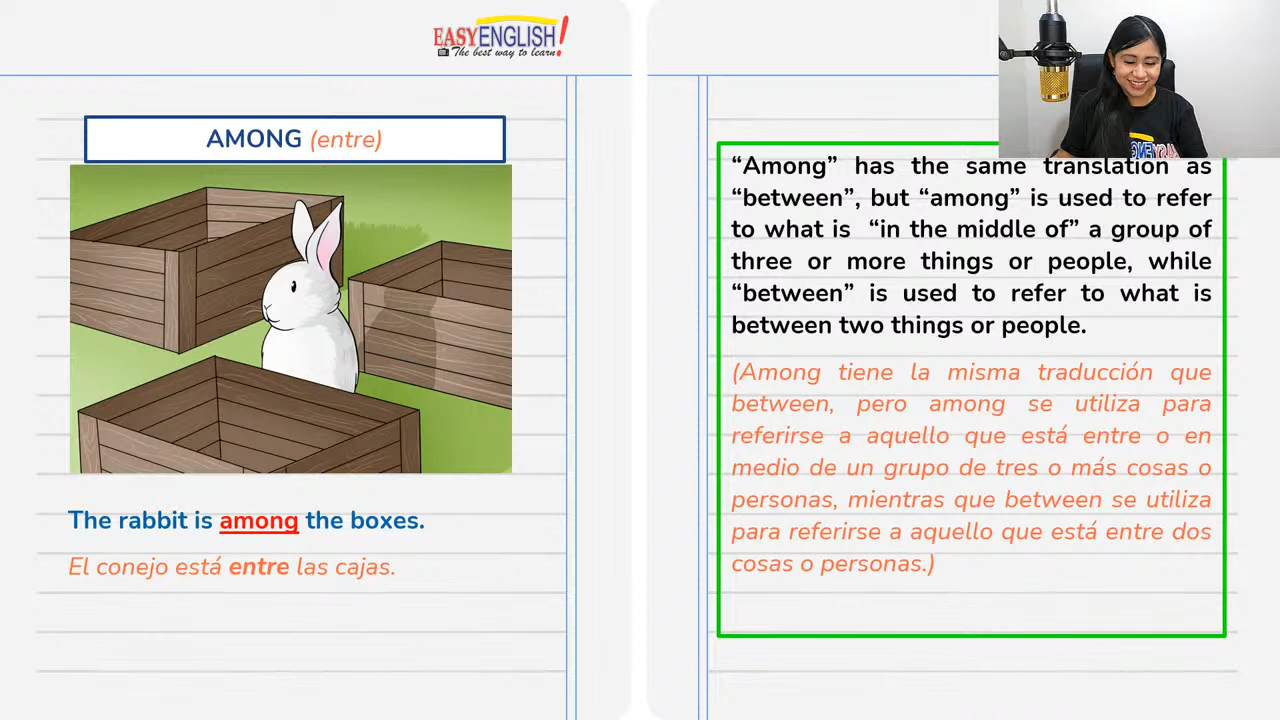 EASYENGLISH!
The best way to learn!
AMONG (entre)
The rabbit is among the boxes.
El conejo está entre las cajas.
“Among” has the same translation as
“between”, but “among” is used to refer
to what is “in the middle of” a group of
three or more things or people, while
“between” is used to refer to what is
between two things or people.
(Among tiene la misma traducción que
between, pero among se utiliza para
referirse a aquello que está entre o en
medio de un grupo de tres o más cosas o
personas, mientras que between se utiliza
para referirse a aquello que está entre dos
cosas o personas.)